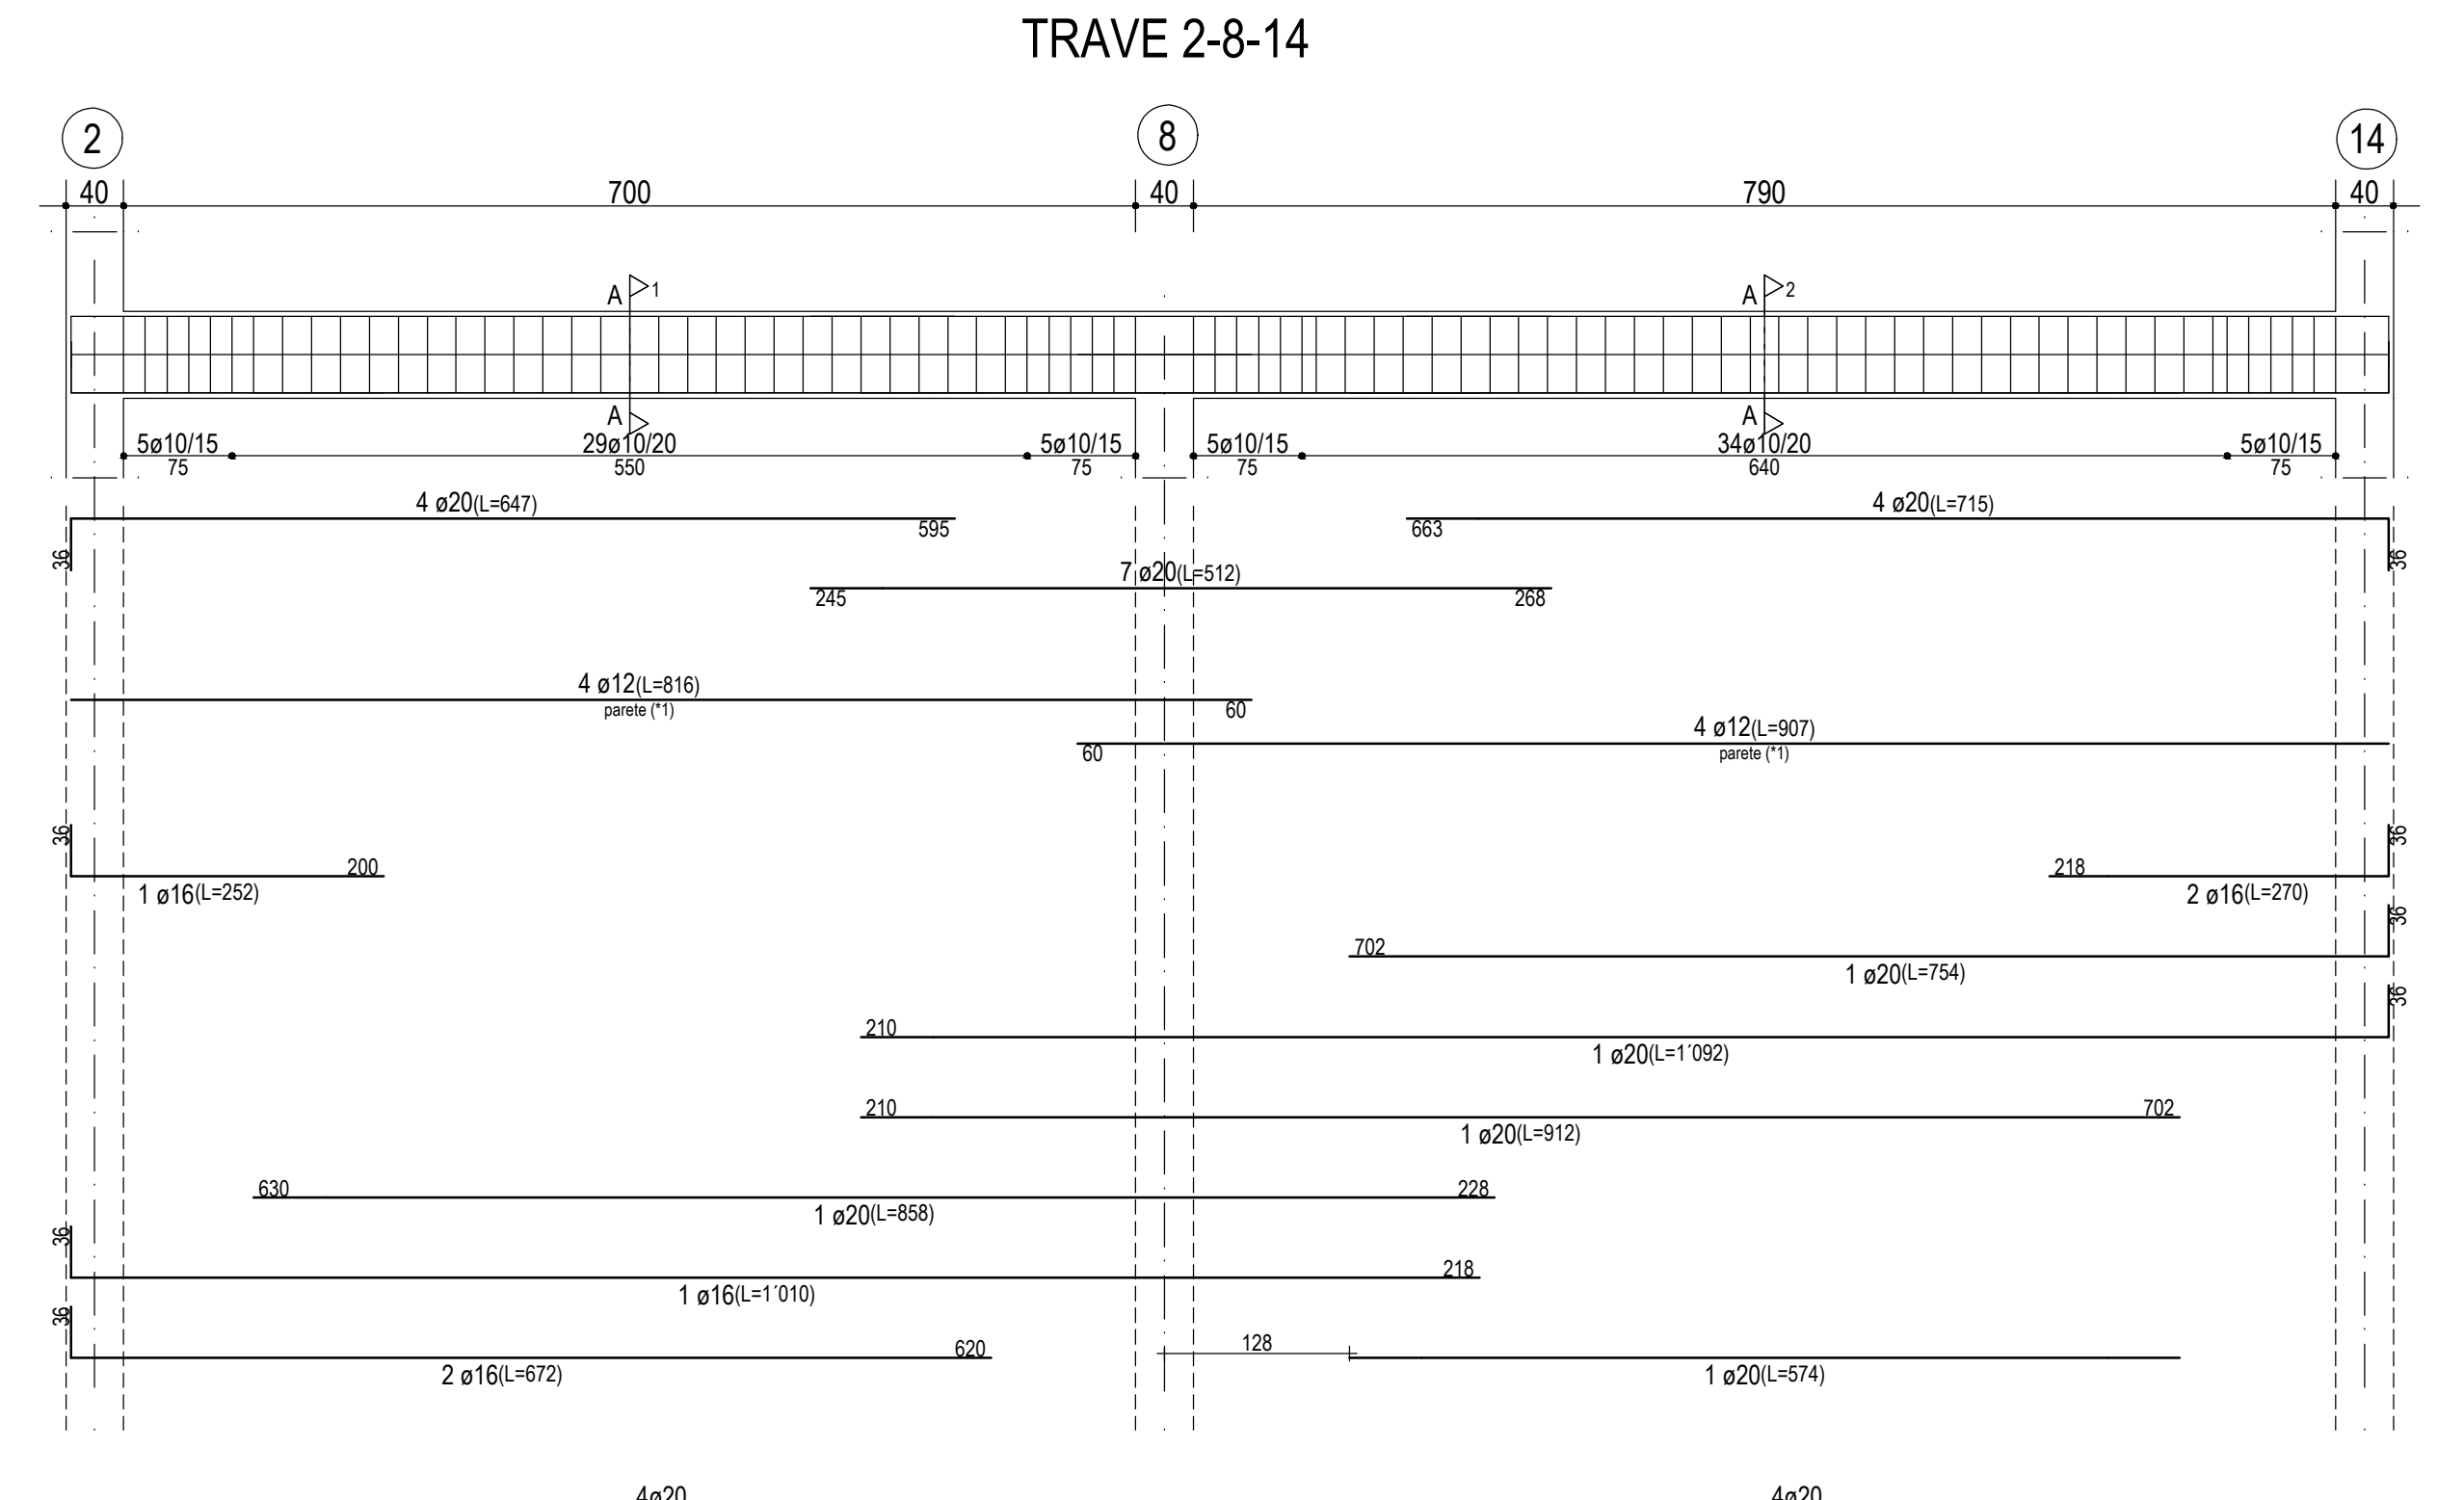 TRAVE 2-8-14
2 8 14
40 700 40 790 40
A 1 A 2
A A
5ø10/15 29ø10/20 5ø10/15 5ø10/15 34ø10/20 5ø10/15
75 550 75 75 640 75
4 ø20(L=647) 4 ø20(L=715)
36 595 663 36
7 ø20(L=512)
245 268
4 ø12(L=816)
parete (*1) 60
4 ø12(L=907)
60 parete (*1)
36 36
200 218
1 ø16(L=252) 2 ø16(L=270)
36
702
1 ø20(L=754)
36
210
1 ø20(L=1´092)
210 702
1 ø20(L=912)
630 228
1 ø20(L=858)
36
218
1 ø16(L=1´010)
36
620 128
2 ø16(L=672) 1 ø20(L=574)
4ø20 4ø20